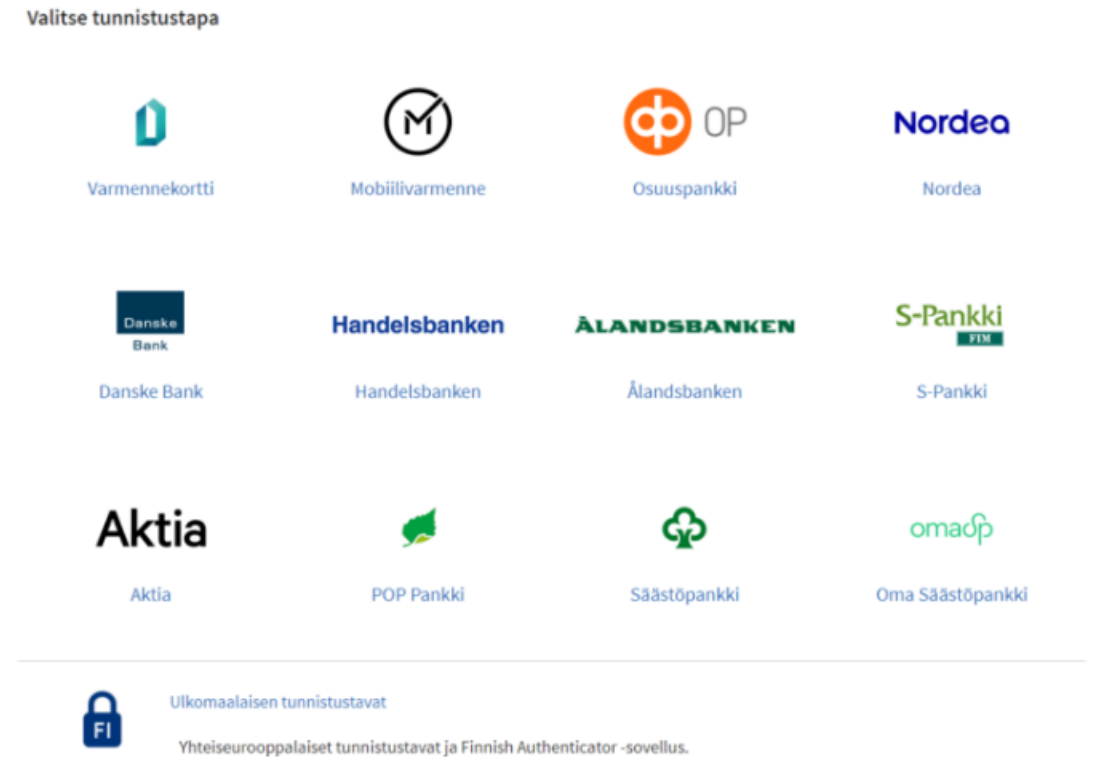 Valitse tunnistustapa
OP
Nordea
Varmennekortti
Mobiilivarmenne
Osuuspankki
Nordea
Danske
Bank
Handelsbanken
ÅLANDSBANKEN
S-Pankki
FIM
Danske Bank
Handelsbanken
Ålandsbanken
S-Pankki
Aktia
omasp
Aktia
POP Pankki
Säästöpankki
Oma Säästöpankki
FI
Ulkomaalaisen tunnistustavat
Yhteiseurooppalaiset tunnistustavat ja Finnish Authenticator -sovellus.